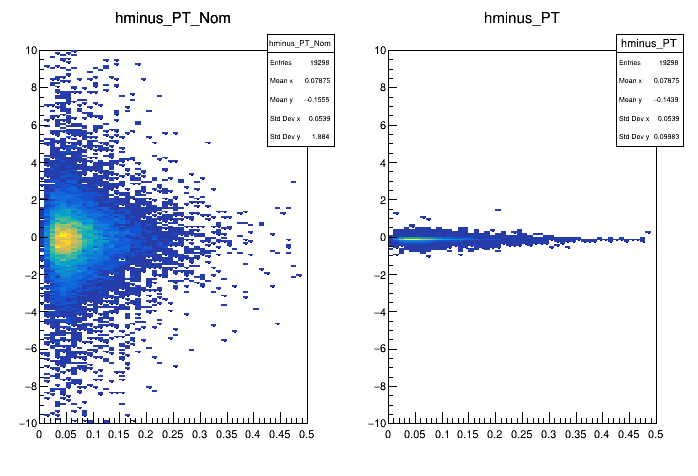 hminus_PT_Nom
hminus_PT_Nom
Entries 19298
Mean x 0.07875
Mean y −0.1555
Std Dev x 0.0539
Std Dev y 1.884
10
8
6
4
2
0
−2
−4
−6
−8
−10
0 0.05 0.1 0.15 0.2 0.25 0.3 0.35 0.4 0.45 0.5
hminus_PT
hminus_PT
Entries 19298
Mean x 0.07875
Mean y −0.1439
Std Dev x 0.0539
Std Dev y 0.09983
10
8
6
4
2
0
−2
−4
−6
−8
−10
0 0.05 0.1 0.15 0.2 0.25 0.3 0.35 0.4 0.45 0.5